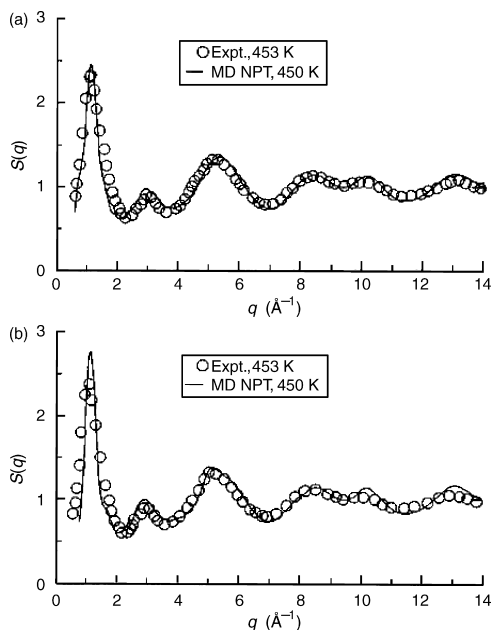 (a)
3
Expt., 453 K
MD NPT, 450 K
2
S(q)
1
0
0 2 4 6 8 10 12 14
q (Å⁻¹)
(b)
3
Expt., 453 K
MD NPT, 450 K
2
S(q)
1
0
0 2 4 6 8 10 12 14
q (Å⁻¹)